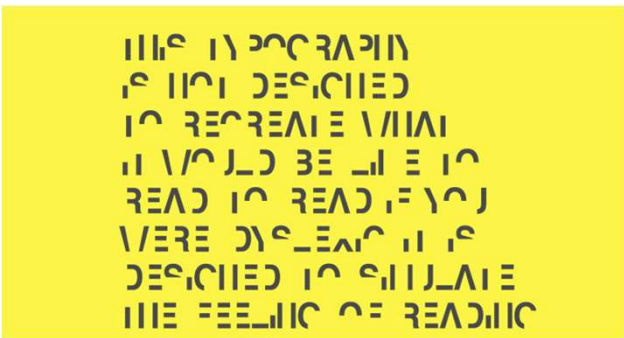 THIS TYPOGRAPHY
IS NOT DESIGNED
TO RECREATE WHAT
IT WOULD BE LIKE TO
READ TO READ IF YOU
WERE DYSLEXIC IT IS
DESIGNED TO SIMULATE
THE FEELING OF READING